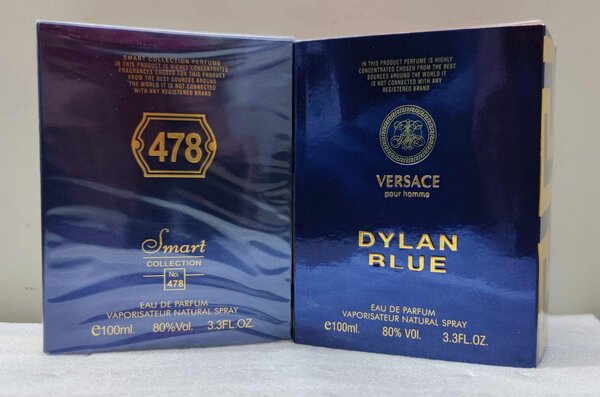 SMART COLLECTION PERFUME
IN THIS PRODUCT PERFUME IS HIGHLY
CONCENTRATED
FRAGRANCES CHOSEN FOR THIS PRODUCT
FROM THE BEST SOURCES AROUND
THE WORLD IT IS NOT CONNECTED
WITH ANY REGISTERED BRAND
478
Smart
COLLECTION
No.
478
EAU DE PARFUM
VAPORISATEUR NATURAL SPRAY
℮100ml. 80%Vol. 3.3FL.OZ.
IN THIS PRODUCT PERFUME IS HIGHLY
CONCENTRATED CHOSEN FROM THE BEST
SOURCES AROUND THE WORLD IT
IS NOT CONNECTED WITH
ANY REGISTERED BRAND
VERSACE
pour homme
DYLAN
BLUE
EAU DE PARFUM
VAPORISATEUR NATURAL SPRAY
℮100ml. 80% Vol. 3.3FL.OZ.